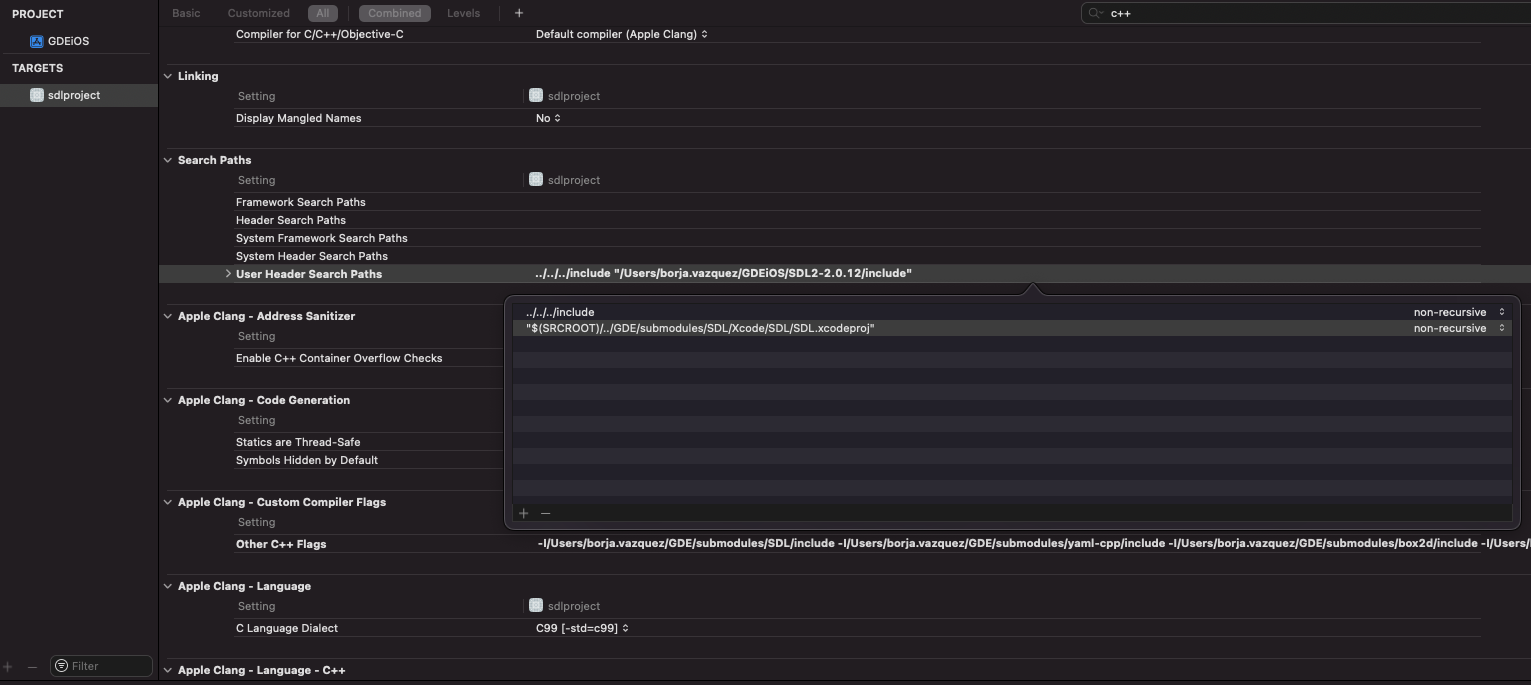 PROJECT
Basic Customized All Combined Levels +
c++
GDEiOS
Compiler for C/C++/Objective-C Default compiler (Apple Clang)
TARGETS
sdlproject
Linking
Setting sdlproject
Display Mangled Names No
Search Paths
Setting sdlproject
Framework Search Paths
Header Search Paths
System Framework Search Paths
System Header Search Paths
User Header Search Paths ../../../include "/Users/borja.vazquez/GDEiOS/SDL2-2.0.12/include"
../../../include non-recursive
"$(SRCROOT)/../GDE/submodules/SDL/Xcode/SDL/SDL.xcodeproj" non-recursive
+ –
Apple Clang - Address Sanitizer
Setting
Enable C++ Container Overflow Checks
Apple Clang - Code Generation
Setting
Statics are Thread-Safe
Symbols Hidden by Default
Apple Clang - Custom Compiler Flags
Setting
Other C++ Flags -I/Users/borja.vazquez/GDE/submodules/SDL/include -I/Users/borja.vazquez/GDE/submodules/yaml-cpp/include -I/Users/borja.vazquez/GDE/submodules/box2d/include -I/Users/
Apple Clang - Language
Setting sdlproject
C Language Dialect C99 [-std=c99]
Apple Clang - Language - C++
+ – Filter